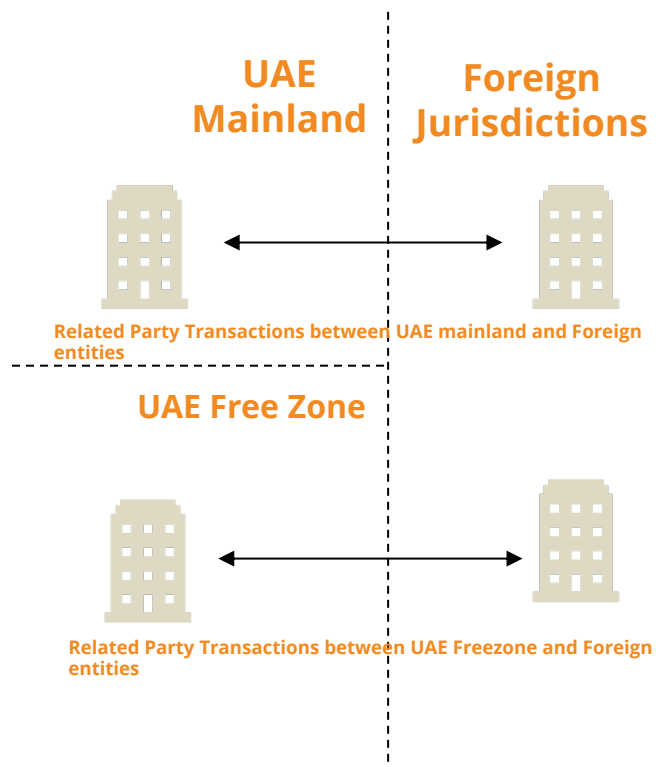 UAE
Mainland
Foreign
Jurisdictions
Related Party Transactions between UAE mainland and Foreign
entities
UAE Free Zone
Related Party Transactions between UAE Freezone and Foreign
entities